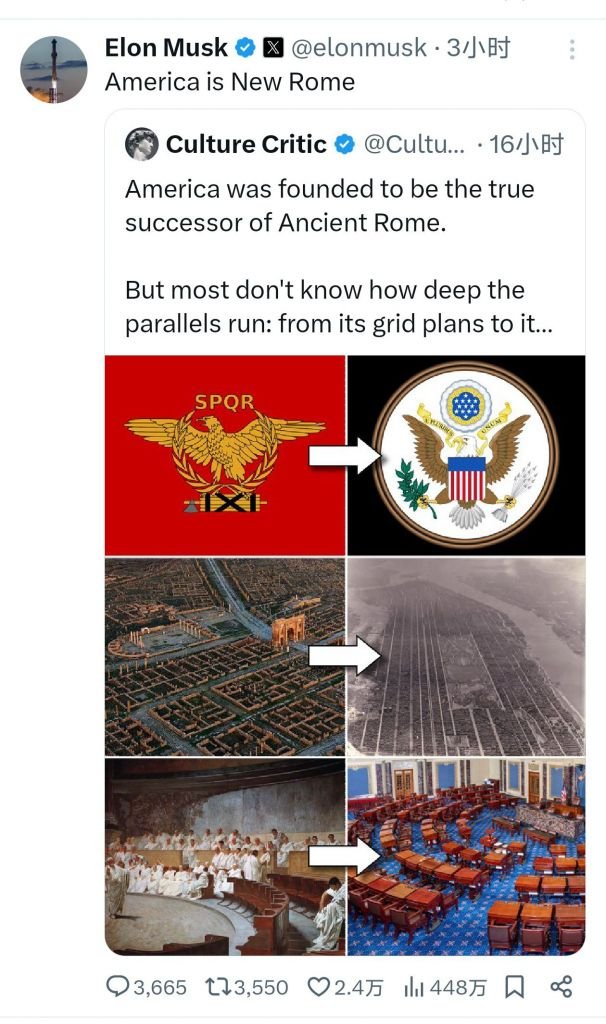 Elon Musk X @elonmusk · 3小时
America is New Rome
Culture Critic @Cultu... · 16小时
America was founded to be the true
successor of Ancient Rome.
But most don't know how deep the
parallels run: from its grid plans to it...
SPQR
E PLURIBUS UNUM
3,665 3,550 2.4万 448万